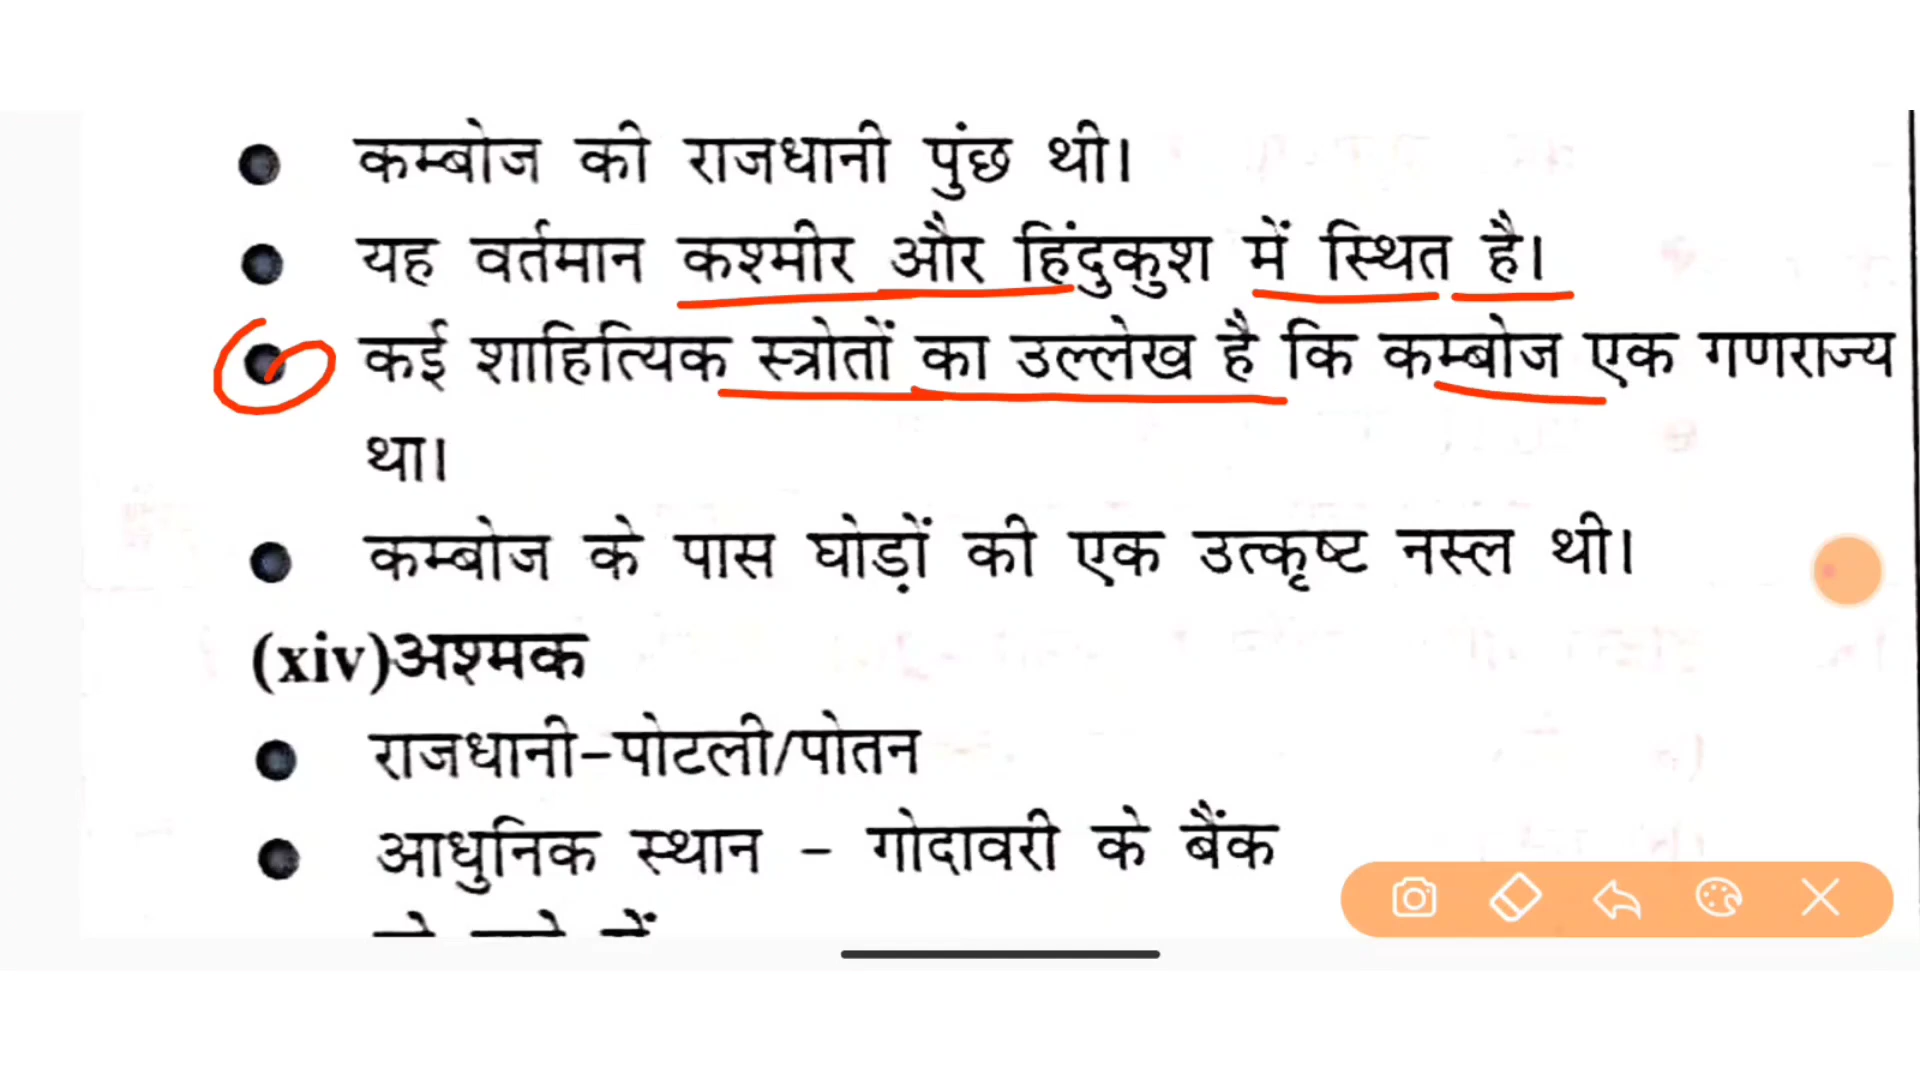 ● कम्बोज की राजधानी पुंछ थी।
● यह वर्तमान कश्मीर और हिंदुकुश में स्थित है।
● कई शाहित्यिक स्त्रोतों का उल्लेख है कि कम्बोज एक गणराज्य
था।
● कम्बोज के पास घोड़ों की एक उत्कृष्ट नस्ल थी।
(xiv)अश्मक
● राजधानी-पोटली/पोतन
● आधुनिक स्थान - गोदावरी के बैंक